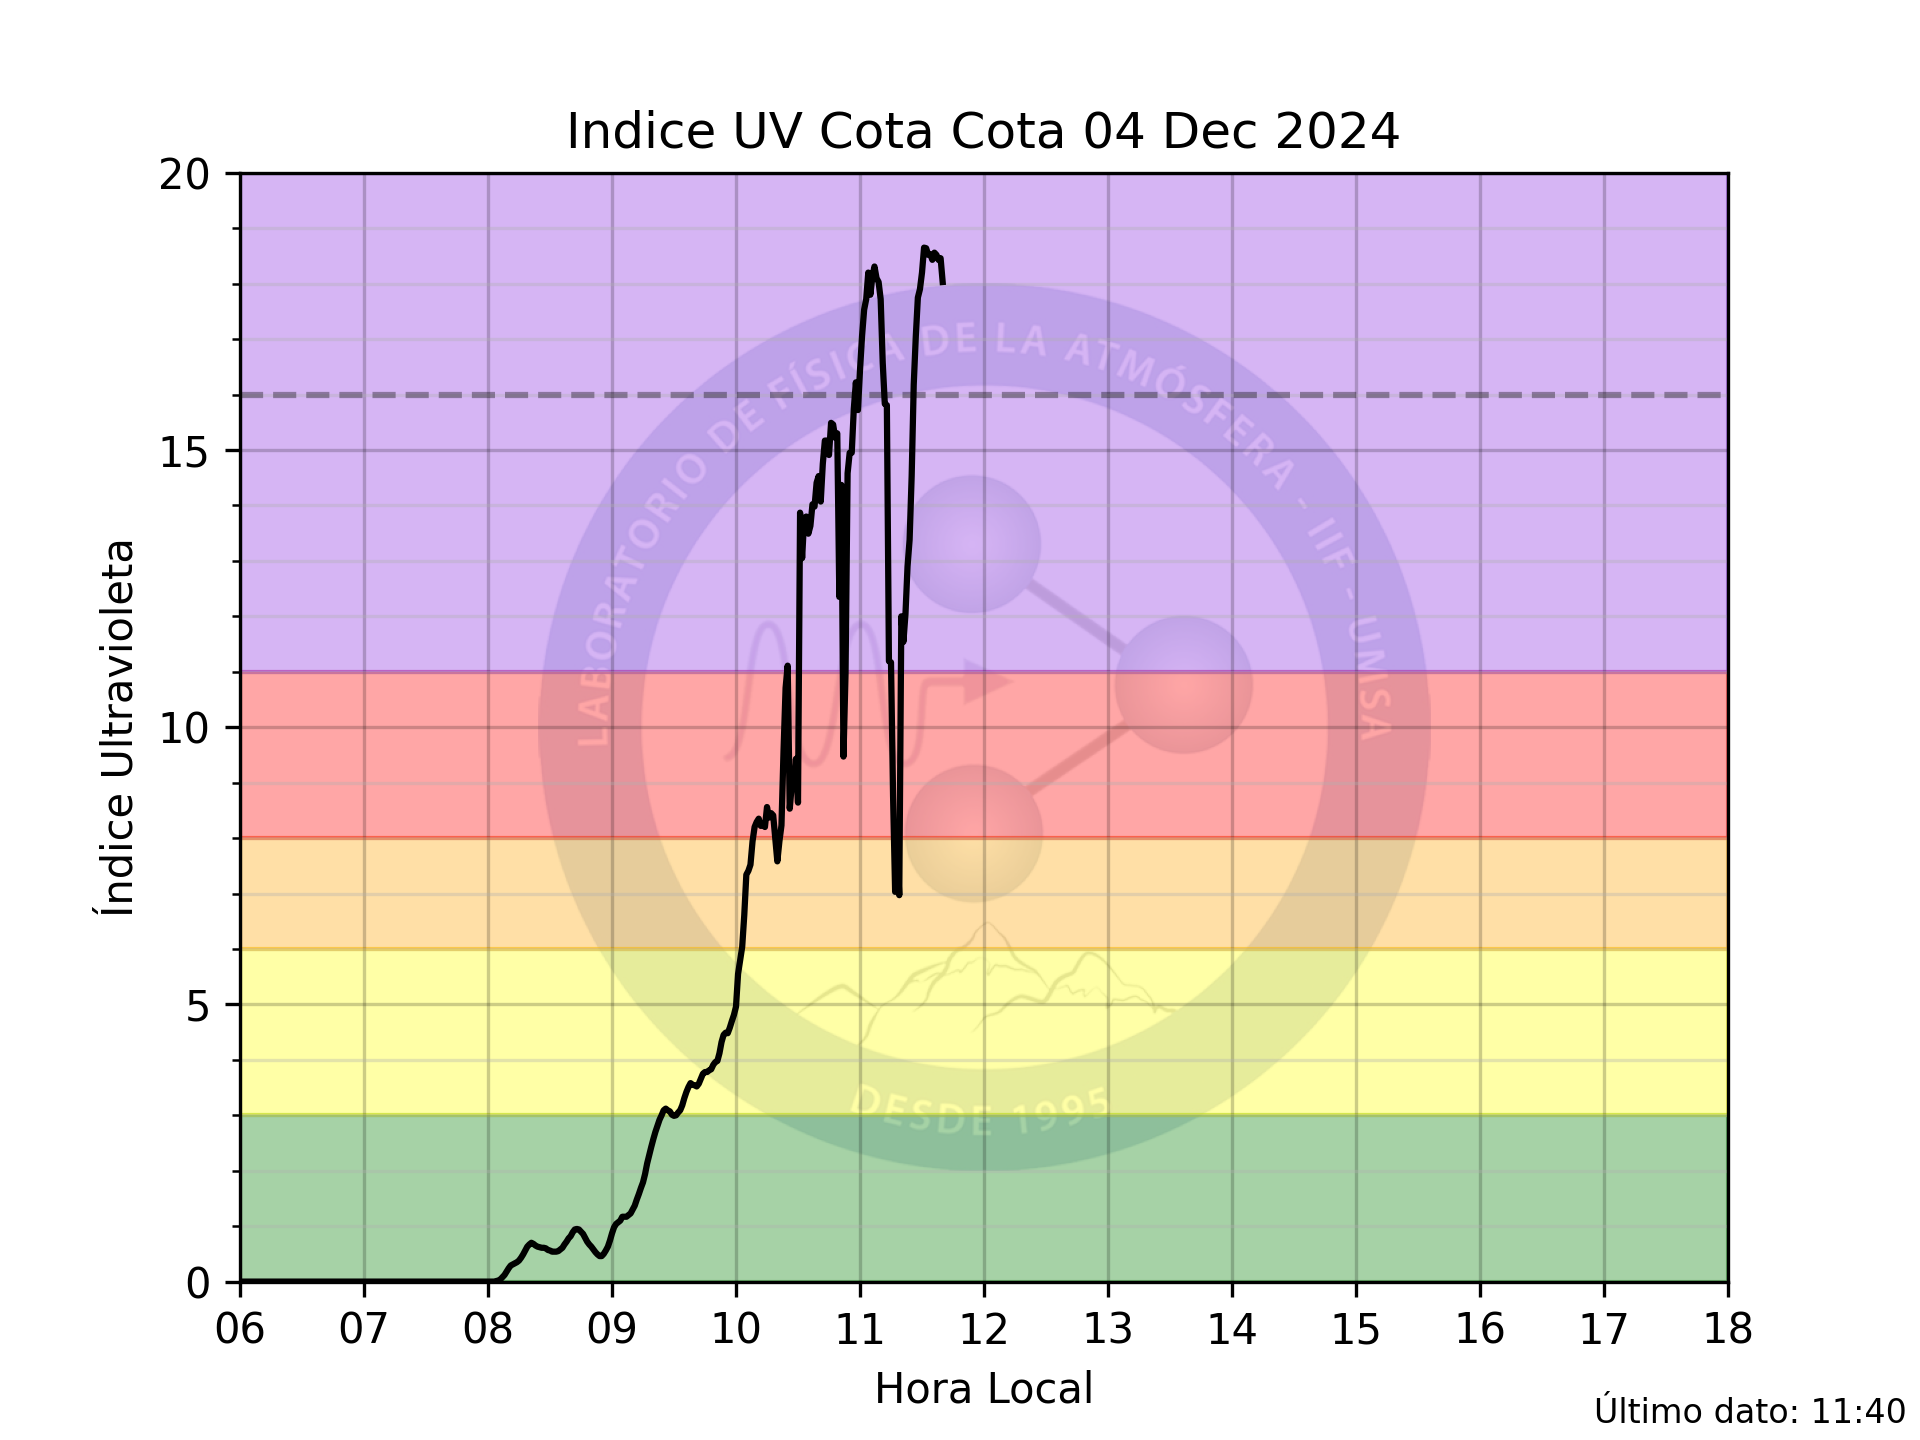 Indice UV Cota Cota 04 Dec 2024
20
15
10
5
0
Índice Ultravioleta
LABORATORIO DE FÍSICA DE LA ATMÓSFERA - IIF - UMSA
DESDE 1995
06 07 08 09 10 11 12 13 14 15 16 17 18
Hora Local
Último dato: 11:40